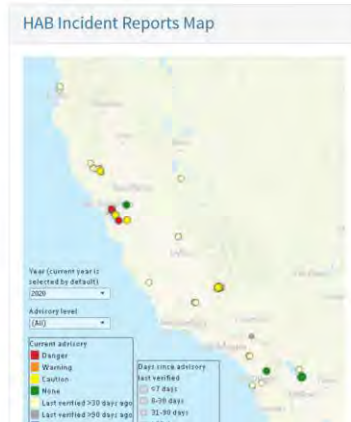 HAB Incident Reports Map
Year (current year is
selected by default)
2020
Advisory level
(All)
Current advisory
Danger
Warning
Caution
None
Last verified >30 days ago
Last verified >90 days ago
Days since advisory
last verified
<7 days
8-30 days
31-90 days